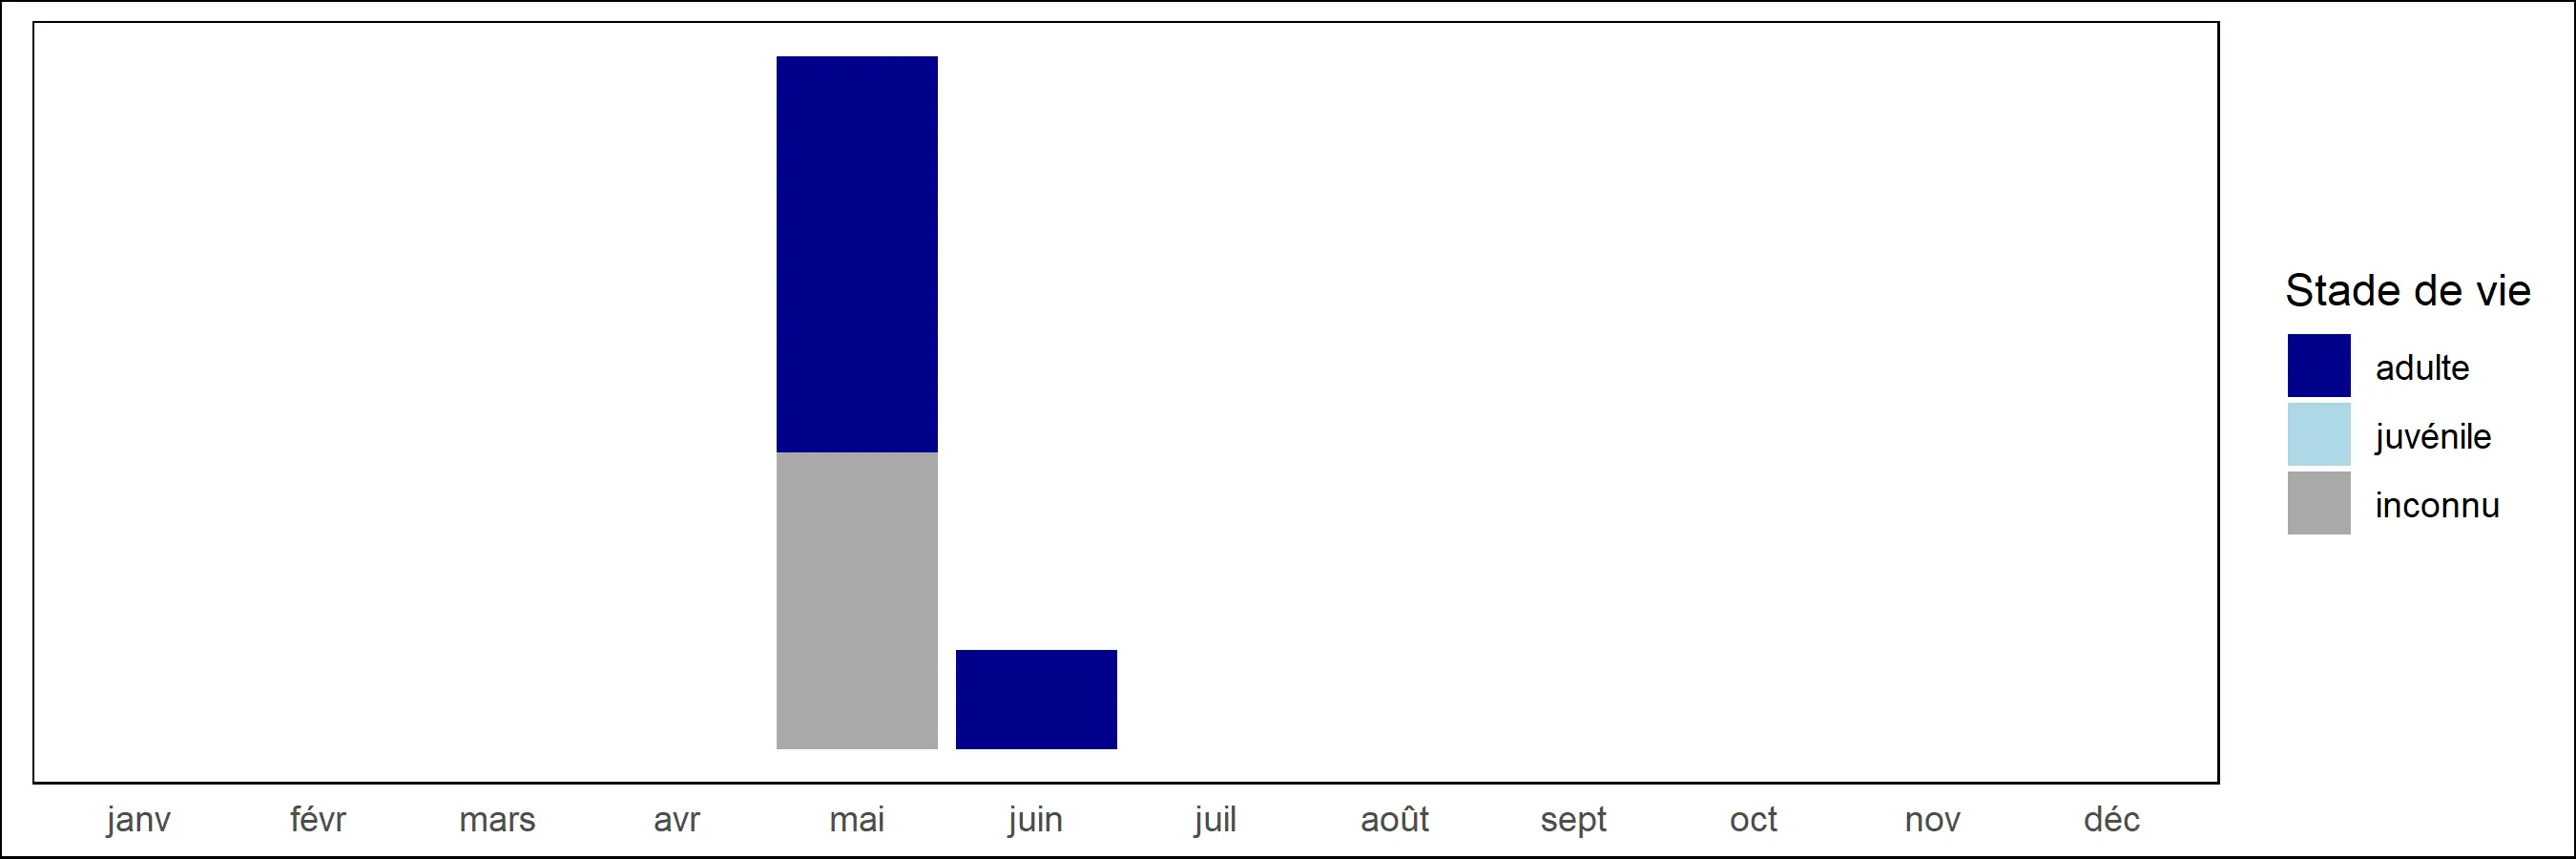 Stade de vie
adulte
juvénile
inconnu
janv févr mars avr mai juin juil août sept oct nov déc